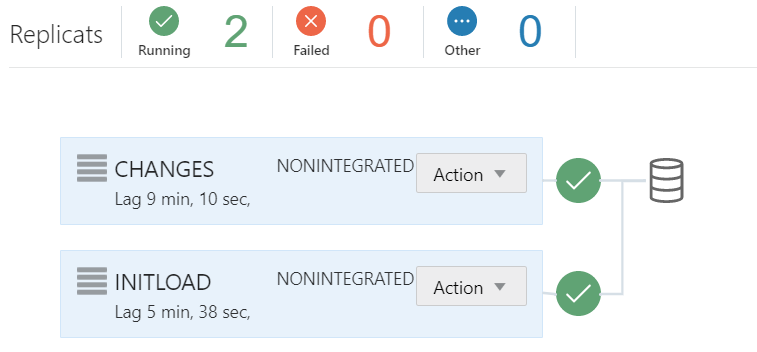 Replicats
Running 2
Failed 0
Other 0
CHANGES NONINTEGRATED Action
Lag 9 min, 10 sec,
INITLOAD NONINTEGRATED Action
Lag 5 min, 38 sec,